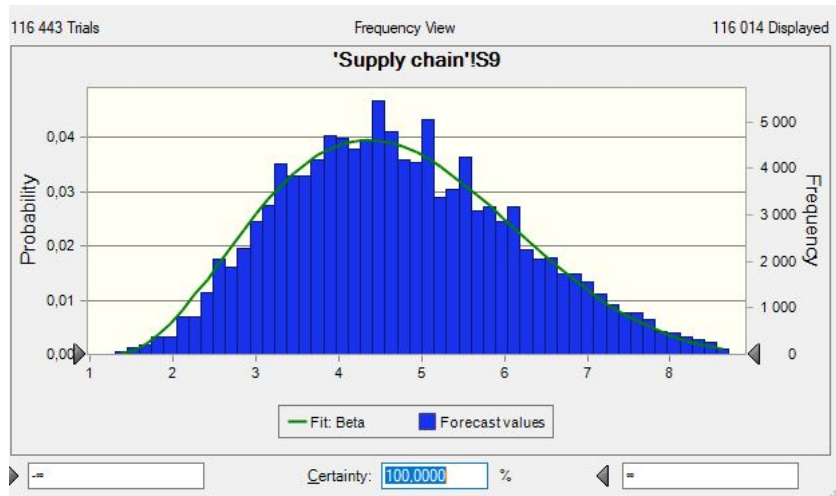 116 443 Trials Frequency View 116 014 Displayed
'Supply chain'!S9
Probability
0,04
0,03
0,02
0,01
0,00
5 000
4 000
3 000
2 000
1 000
0
Frequency
1 2 3 4 5 6 7 8
Fit: Beta Forecast values
-∞ Certainty: 100,0000 % ∞